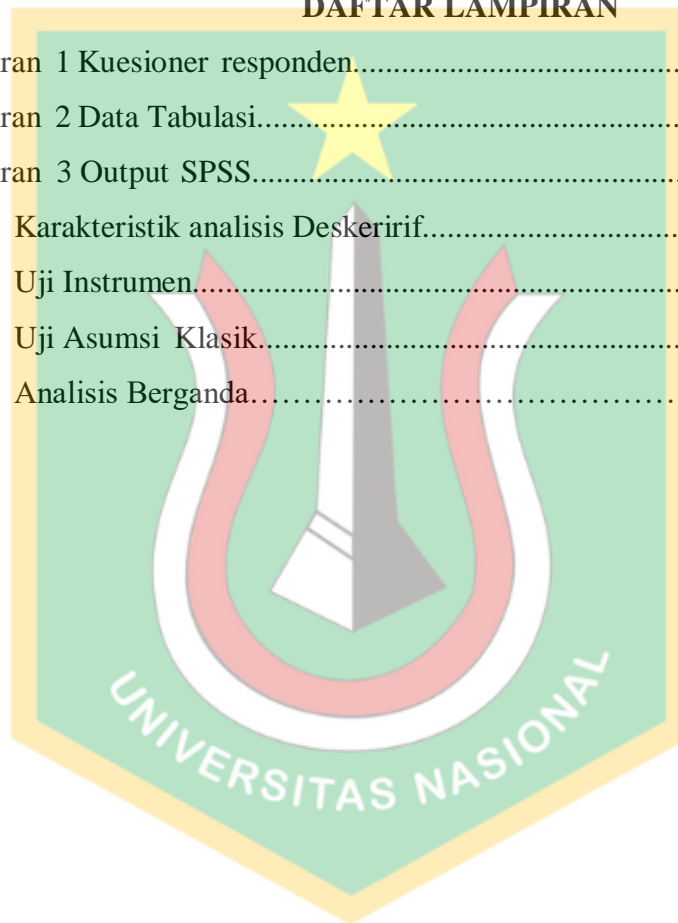 DAFTAR LAMPIRAN
ran 1 Kuesioner responden
ran 2 Data Tabulasi
ran 3 Output SPSS
Karakteristik analisis Deskeririf
Uji Instrumen
Uji Asumsi Klasik
Analisis Berganda
UNIVERSITAS NASIONAL